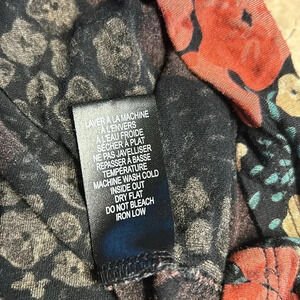 LAVER À LA MACHINE
À L'ENVERS
À L'EAU FROIDE
SÉCHER À PLAT
NE PAS JAVELLISER
REPASSER À BASSE
TEMPÉRATURE
MACHINE WASH COLD
INSIDE OUT
DRY FLAT
DO NOT BLEACH
IRON LOW